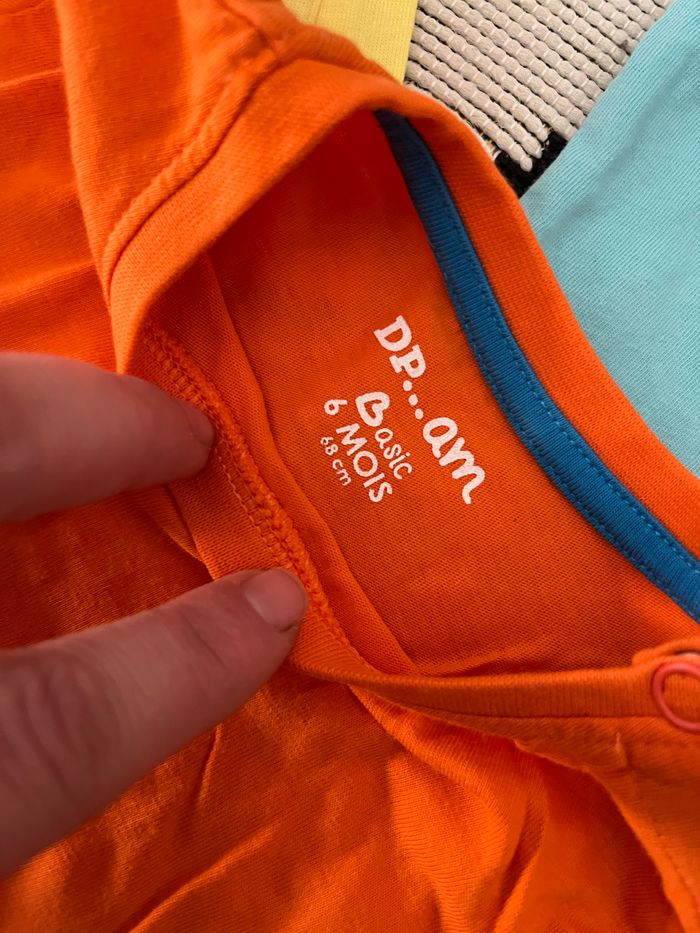 DP...am
Basic
6 MOIS
68 cm